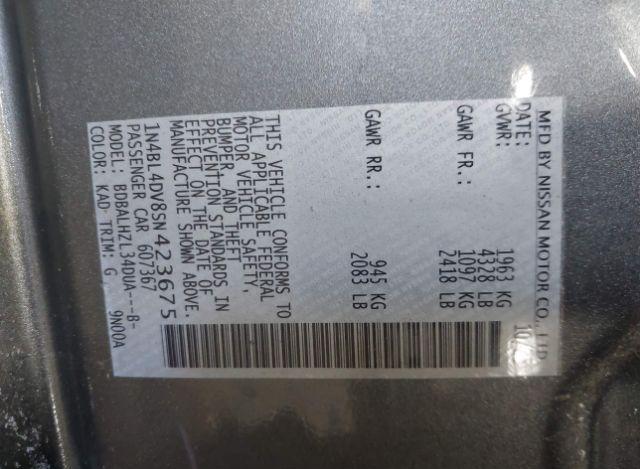 MFD BY NISSAN MOTOR CO., LTD
DATE: 10/
GVWR: 1963 KG
4328 LB
GAWR FR.: 1097 KG
2418 LB
GAWR RR.: 945 KG
2083 LB
THIS VEHICLE CONFORMS TO
ALL APPLICABLE FEDERAL
MOTOR VEHICLE SAFETY,
BUMPER, AND THEFT
PREVENTION STANDARDS IN
EFFECT ON THE DATE OF
MANUFACTURE SHOWN ABOVE.
1N4BL4DV8SN423675
PASSENGER CAR 607367
MODEL: BDBALHZL34DUA---B-
COLOR: KAD TRIM: G 9N00A